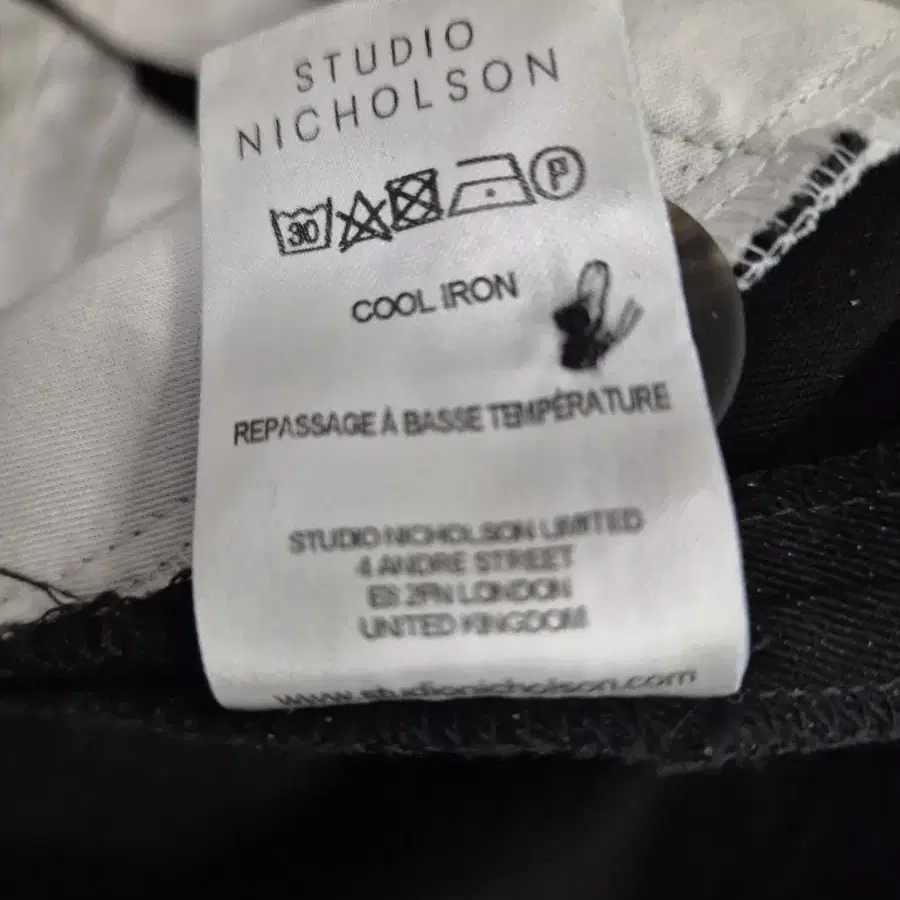 STUDIO
NICHOLSON
30 P
COOL IRON
REPASSAGE À BASSE TEMPÉRATURE
STUDIO NICHOLSON LIMITED
4 ANDRE STREET
E8 2FN LONDON
UNITED KINGDOM
www.studionicholson.com